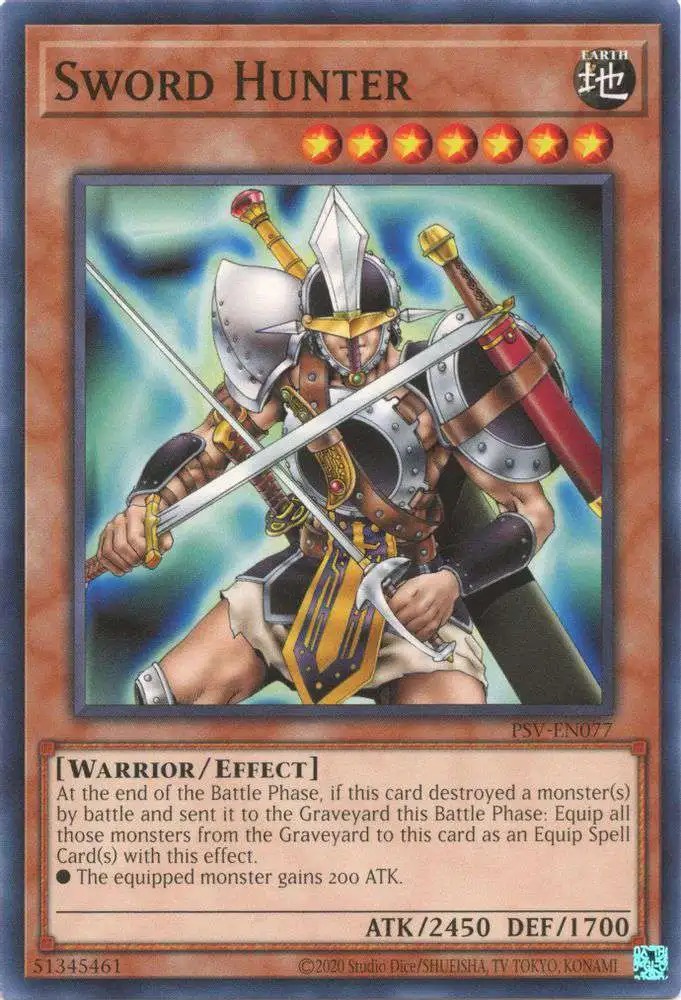 Sword Hunter
EARTH
地
PSV-EN077
[Warrior/Effect]
At the end of the Battle Phase, if this card destroyed a monster(s)
by battle and sent it to the Graveyard this Battle Phase: Equip all
those monsters from the Graveyard to this card as an Equip Spell
Card(s) with this effect.
● The equipped monster gains 200 ATK.
ATK/2450 DEF/1700
51345461
©2020 Studio Dice/SHUEISHA, TV TOKYO, KONAMI